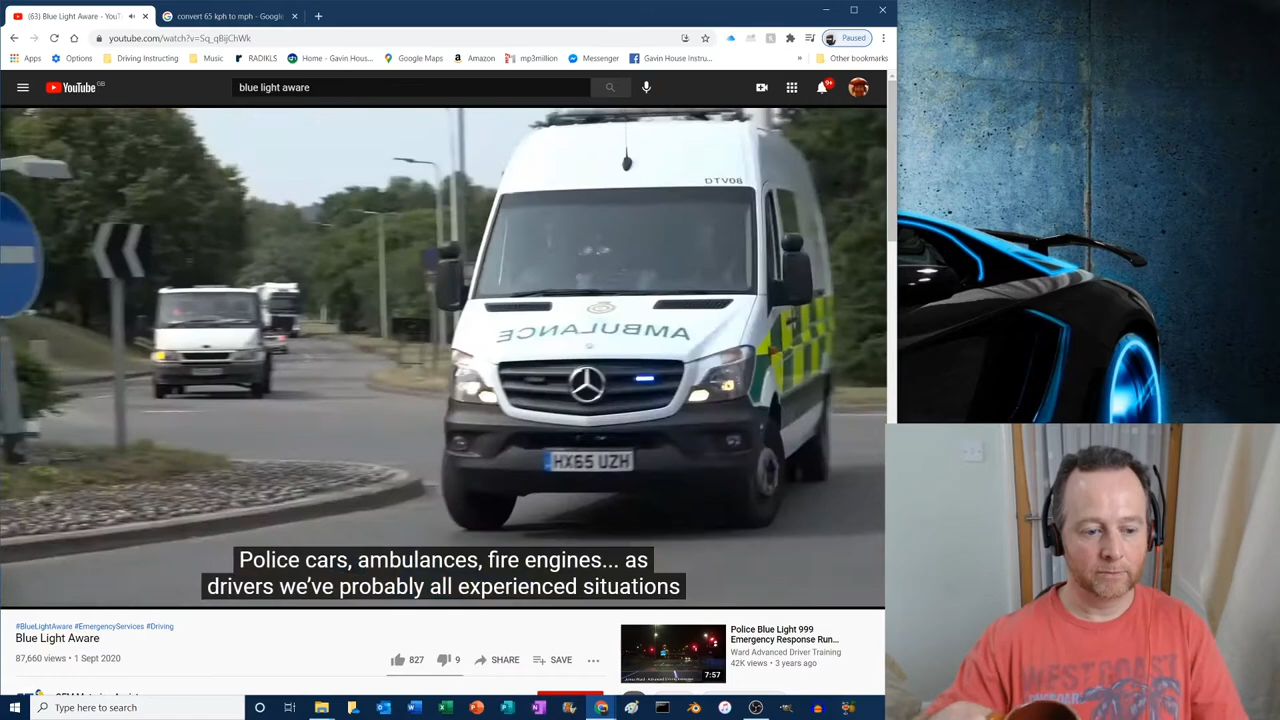 (63) Blue Light Aware - YouT
convert 65 kph to mph - Google
youtube.com/watch?v=Sq_qBijChWk
Paused
Apps
Options
Driving Instructing
Music
RADIKLS
Home - Gavin Hous...
Google Maps
Amazon
mp3million
Messenger
Gavin House Instru...
»
Other bookmarks
YouTube GB
blue light aware
9+
DTV08
AMBULANCE
HX65 UZH
Police cars, ambulances, fire engines... as
drivers we've probably all experienced situations
#BlueLightAware #EmergencyServices #Driving
Blue Light Aware
87,660 views • 1 Sept 2020
827
9
SHARE
SAVE
7:57
Police Blue Light 999
Emergency Response Run...
Ward Advanced Driver Training
42K views • 3 years ago
WESTCOAST
Type here to search